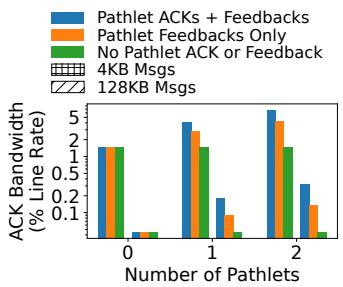 Pathlet ACKs + Feedbacks
Pathlet Feedbacks Only
No Pathlet ACK or Feedback
4KB Msgs
128KB Msgs
ACK Bandwidth
(% Line Rate)
5
2
1
0.5
0.2
0.1
0 1 2
Number of Pathlets